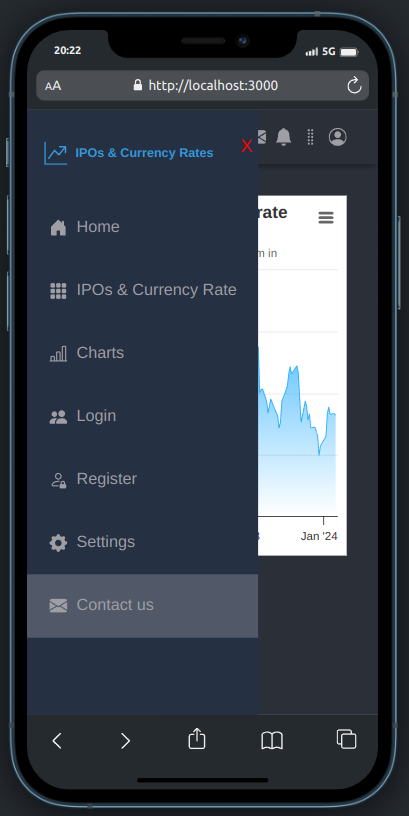 20:22
5G
AA
http://localhost:3000
IPOs & Currency Rates
X
rate
Home
m in
IPOs & Currency Rate
Charts
Login
Register
Settings
Jan '24
Contact us